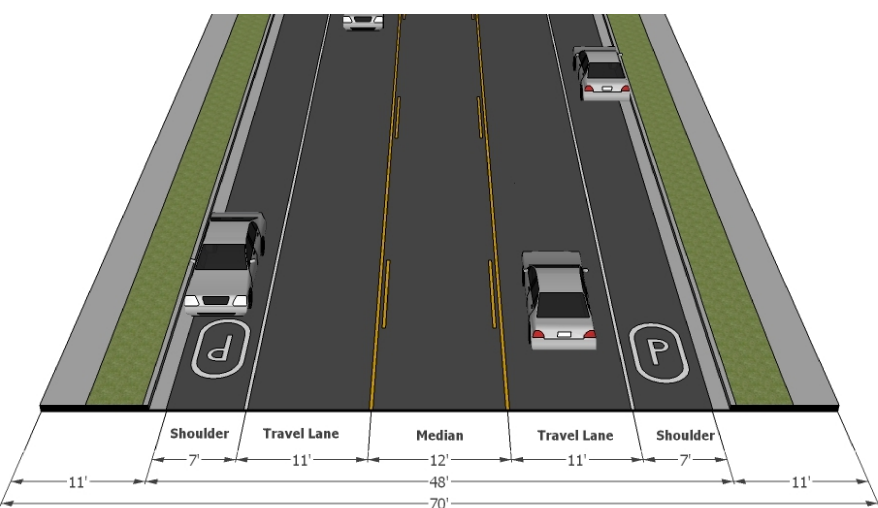 P
P
Shoulder Travel Lane Median Travel Lane Shoulder
7' 11' 12' 11' 7'
11' 48' 11'
70'